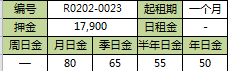 编号 R0202-0023 起租期 一个月
押金 17,900 日租金 -
周日金 月日金 季日金 半年日金 年日金
— 80 65 55 50